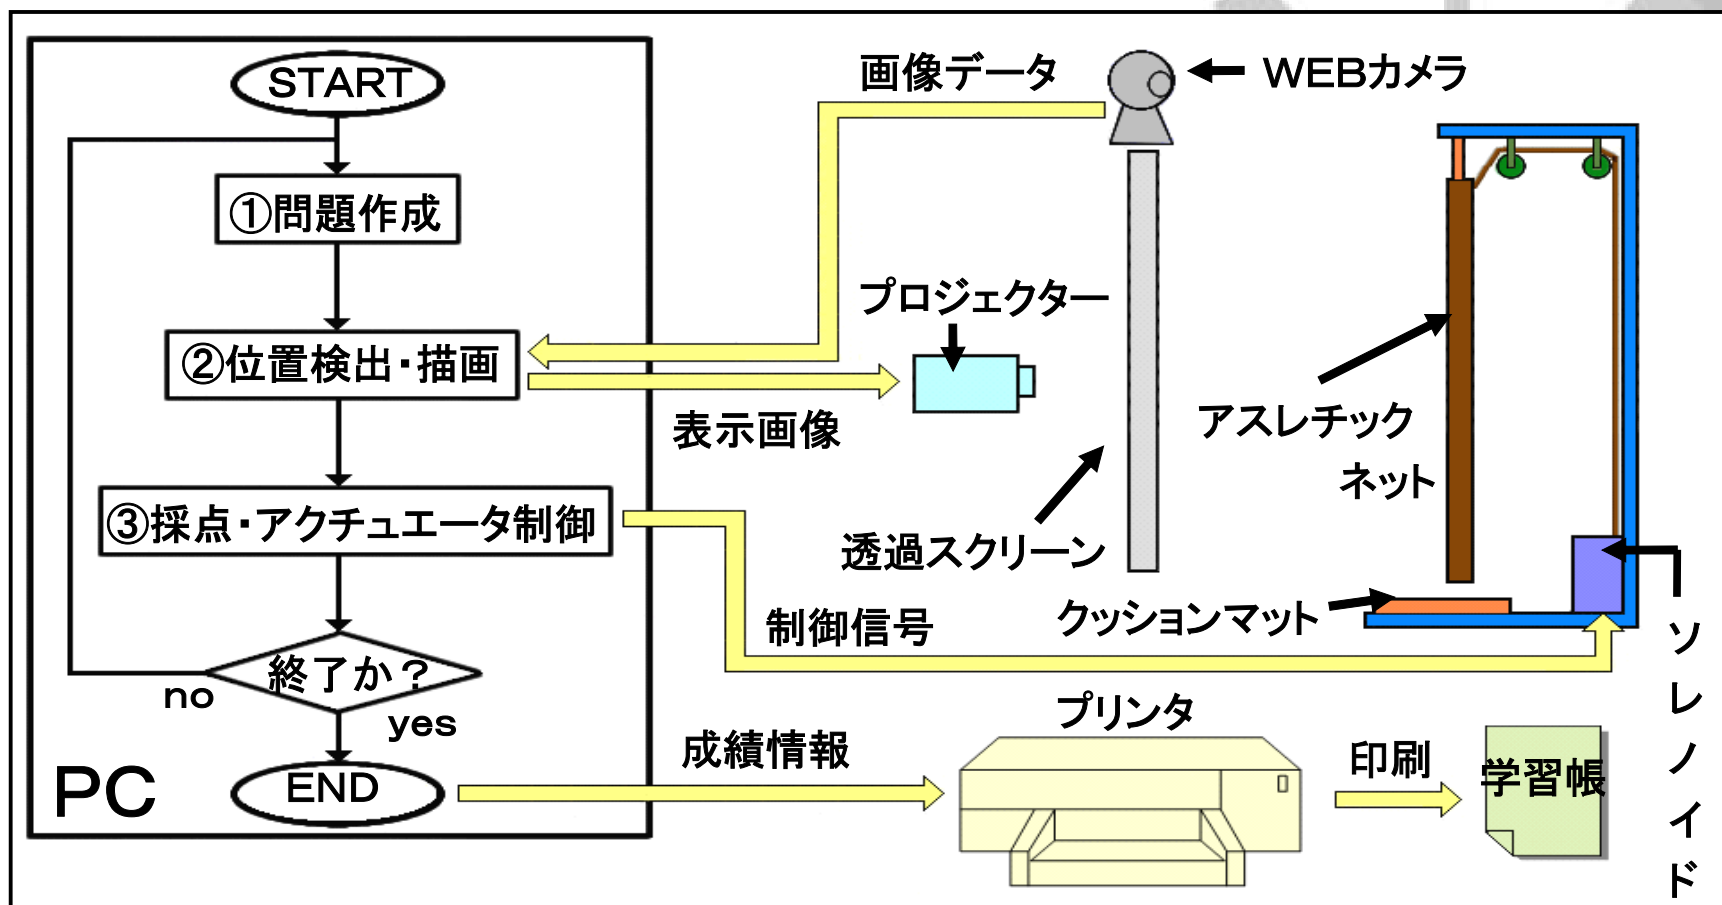 START
①問題作成
②位置検出・描画
③採点・アクチュエータ制御
終了か？
no
yes
END
PC
画像データ
WEBカメラ
プロジェクター
表示画像
透過スクリーン
アスレチック
ネット
クッションマット
制御信号
ソレノイド
成績情報
プリンタ
印刷
学習帳